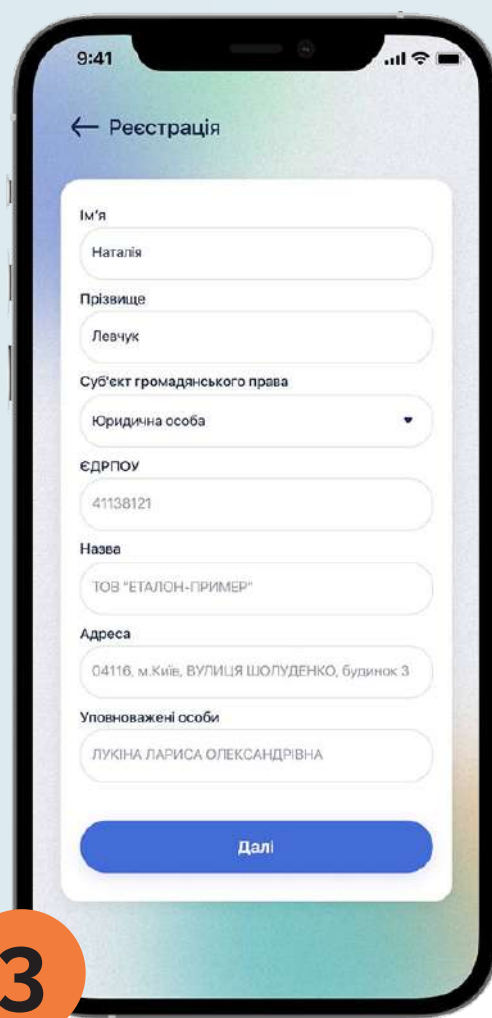 9:41
← Реєстрація
Ім'я
Наталія
Прізвище
Левчук
Суб'єкт громадянського права
Юридична особа
ЄДРПОУ
41138121
Назва
ТОВ "ЕТАЛОН-ПРИМЕР"
Адреса
04116, м.Київ, ВУЛИЦЯ ШОЛУДЕНКО, будинок 3
Уповноважені особи
ЛУКІНА ЛАРИСА ОЛЕКСАНДРІВНА
Далі
3